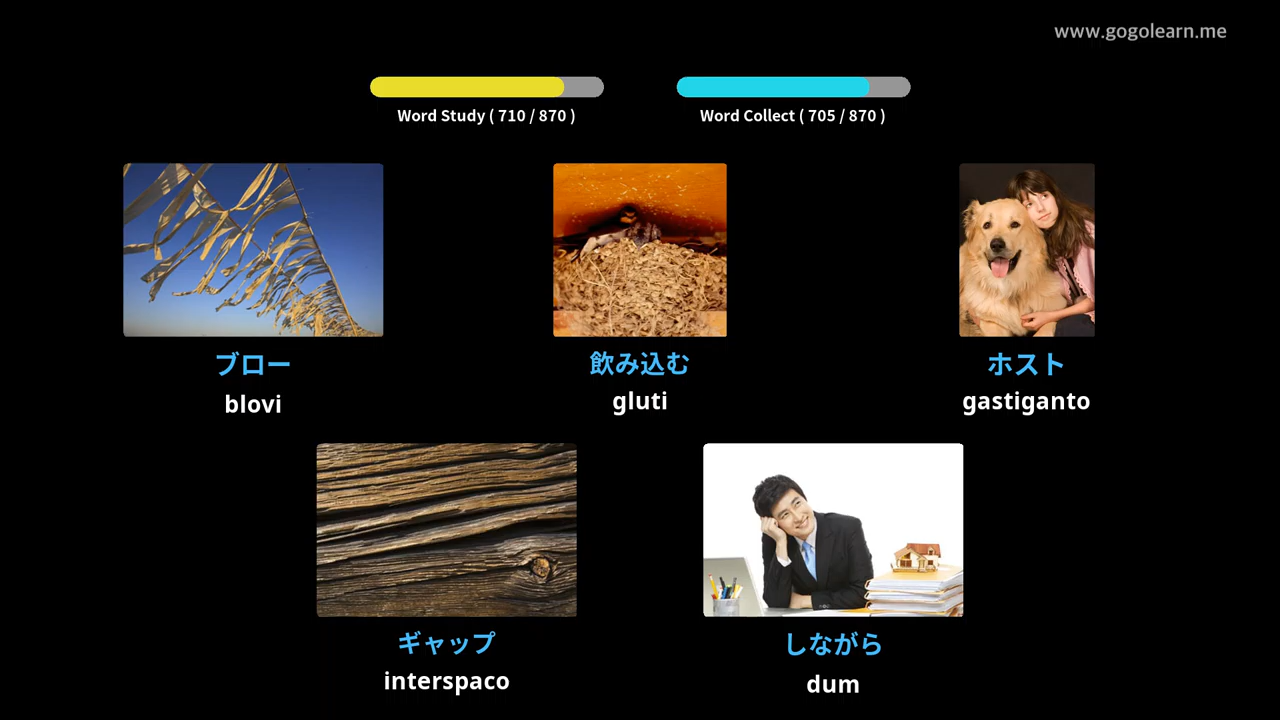 www.gogolearn.me
Word Study ( 710 / 870 )
Word Collect ( 705 / 870 )
ブロー
blovi
飲み込む
gluti
ホスト
gastiganto
ギャップ
interspaco
しながら
dum